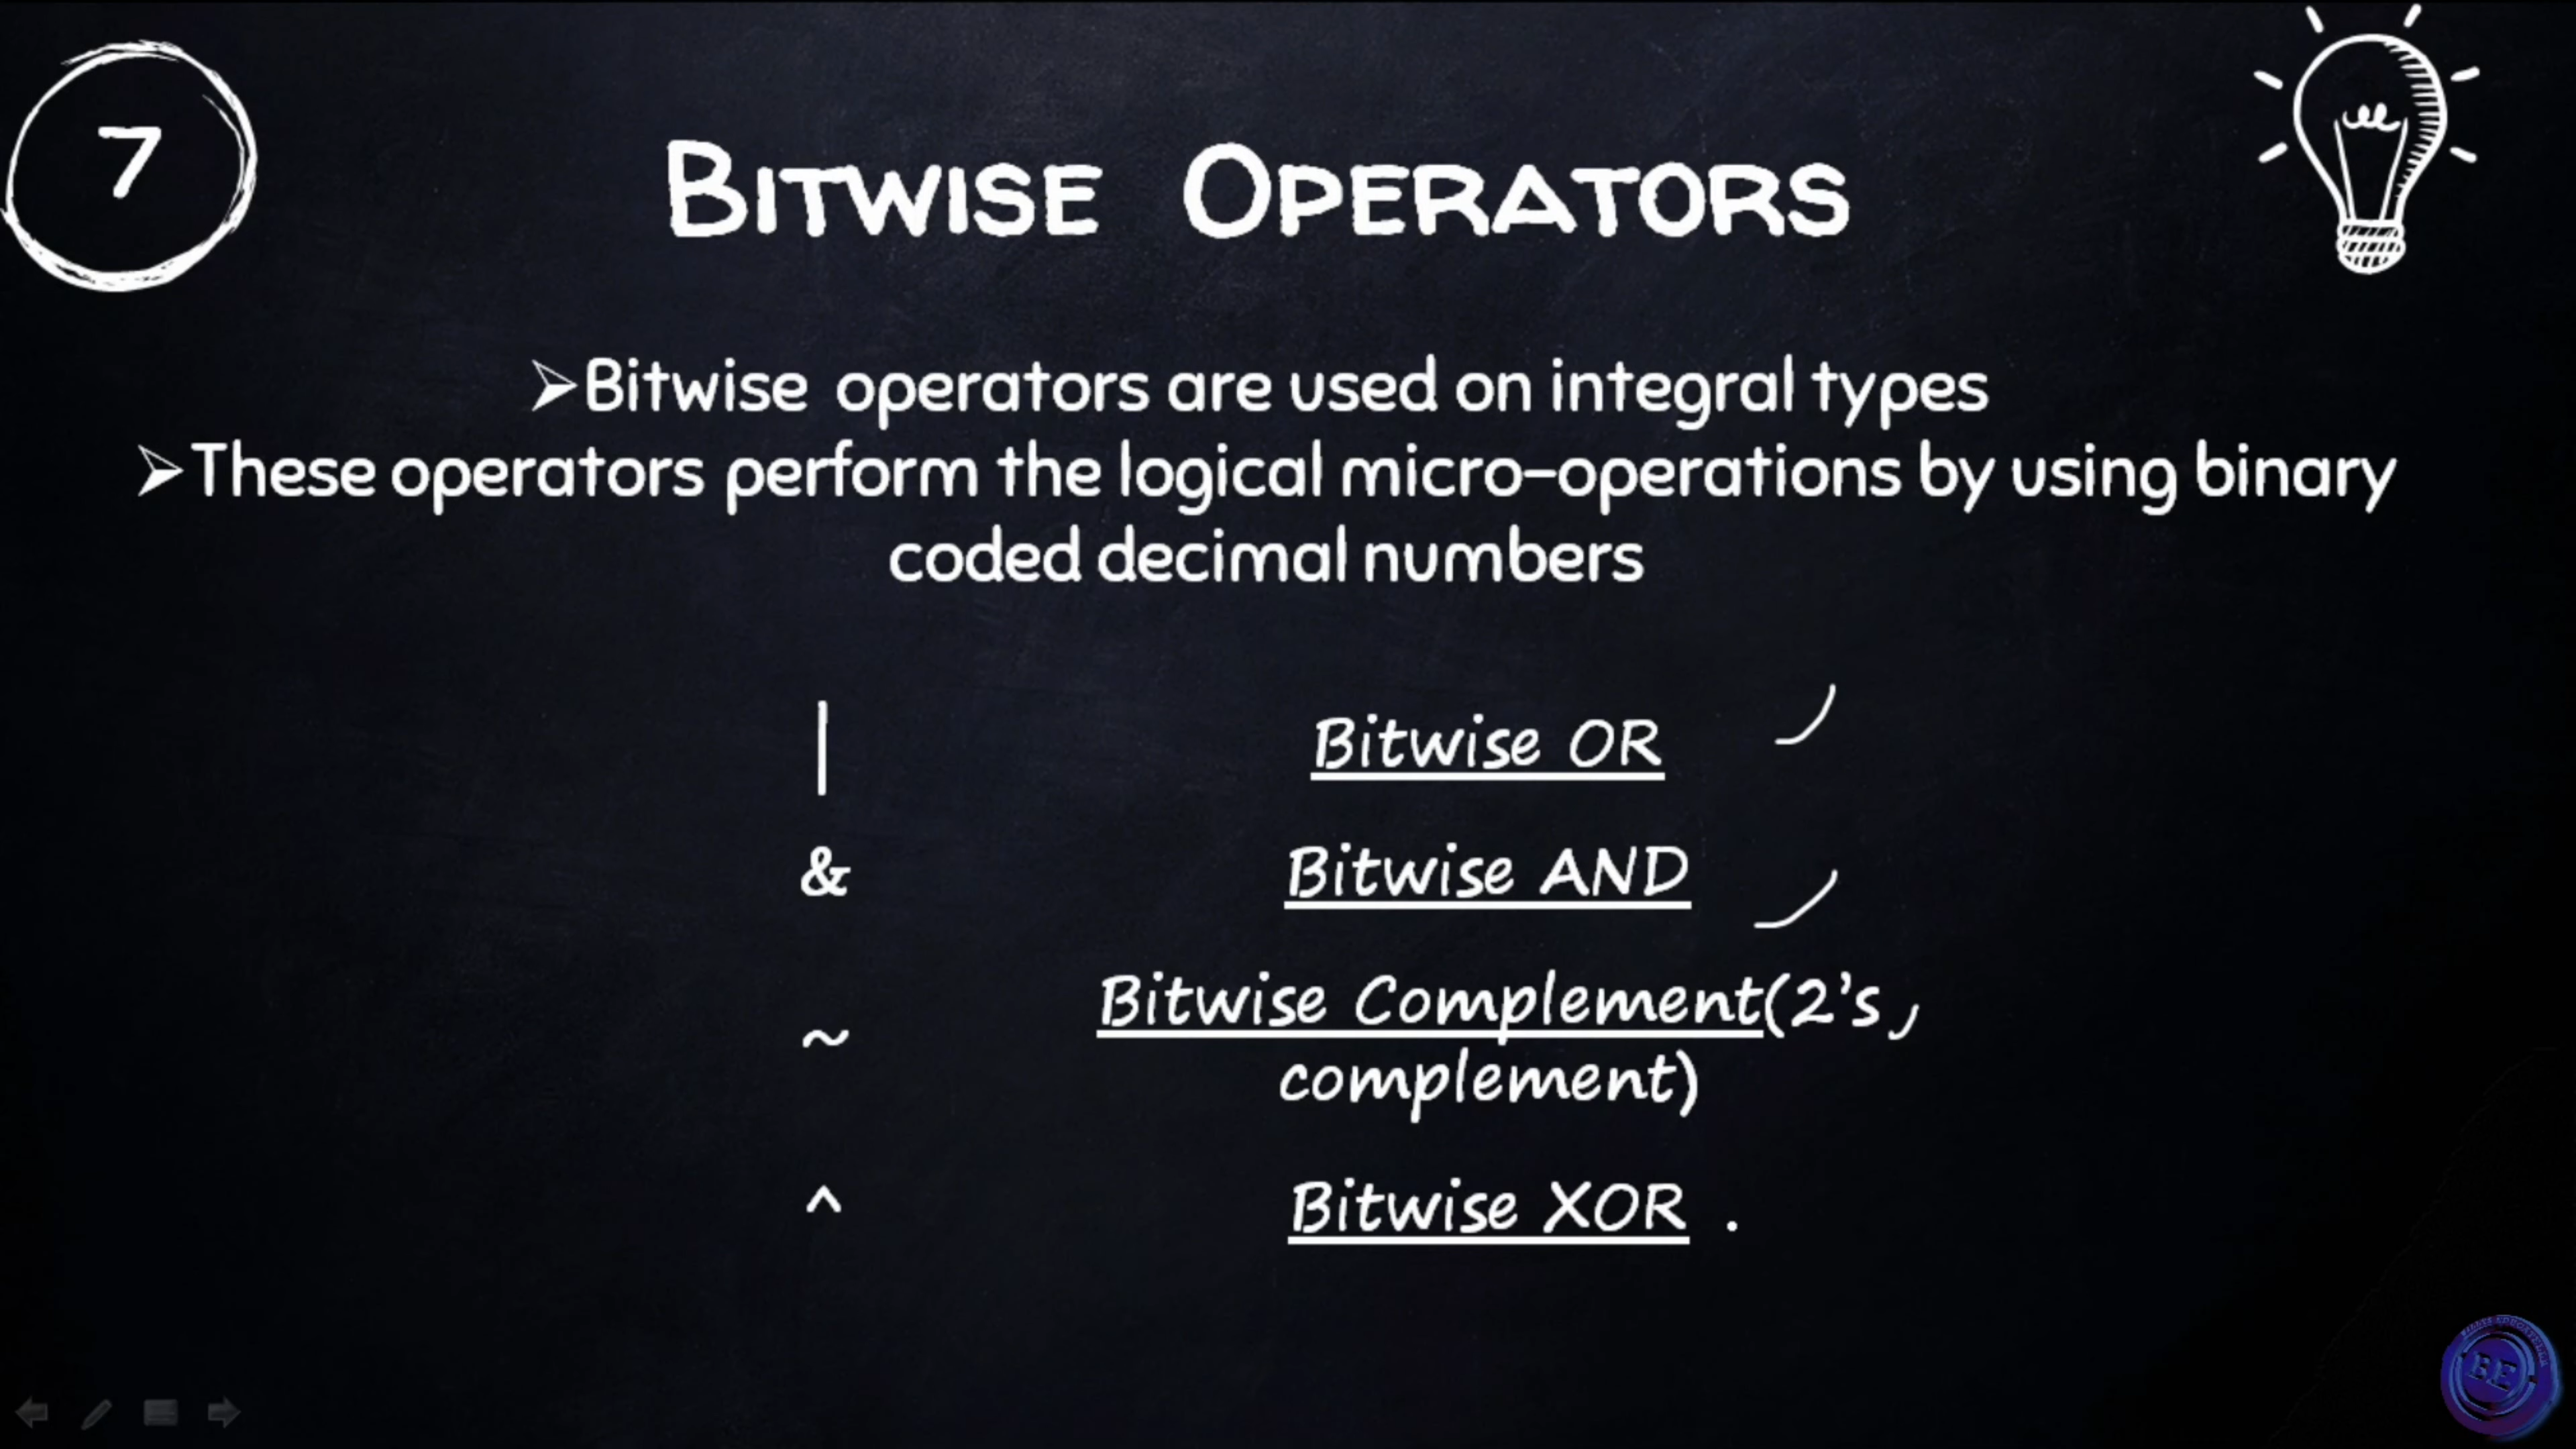 7
BITWISE OPERATORS
➢Bitwise operators are used on integral types
➢These operators perform the logical micro-operations by using binary
coded decimal numbers
| Bitwise OR
& Bitwise AND
~ Bitwise Complement(2's
complement)
^ Bitwise XOR .
BE